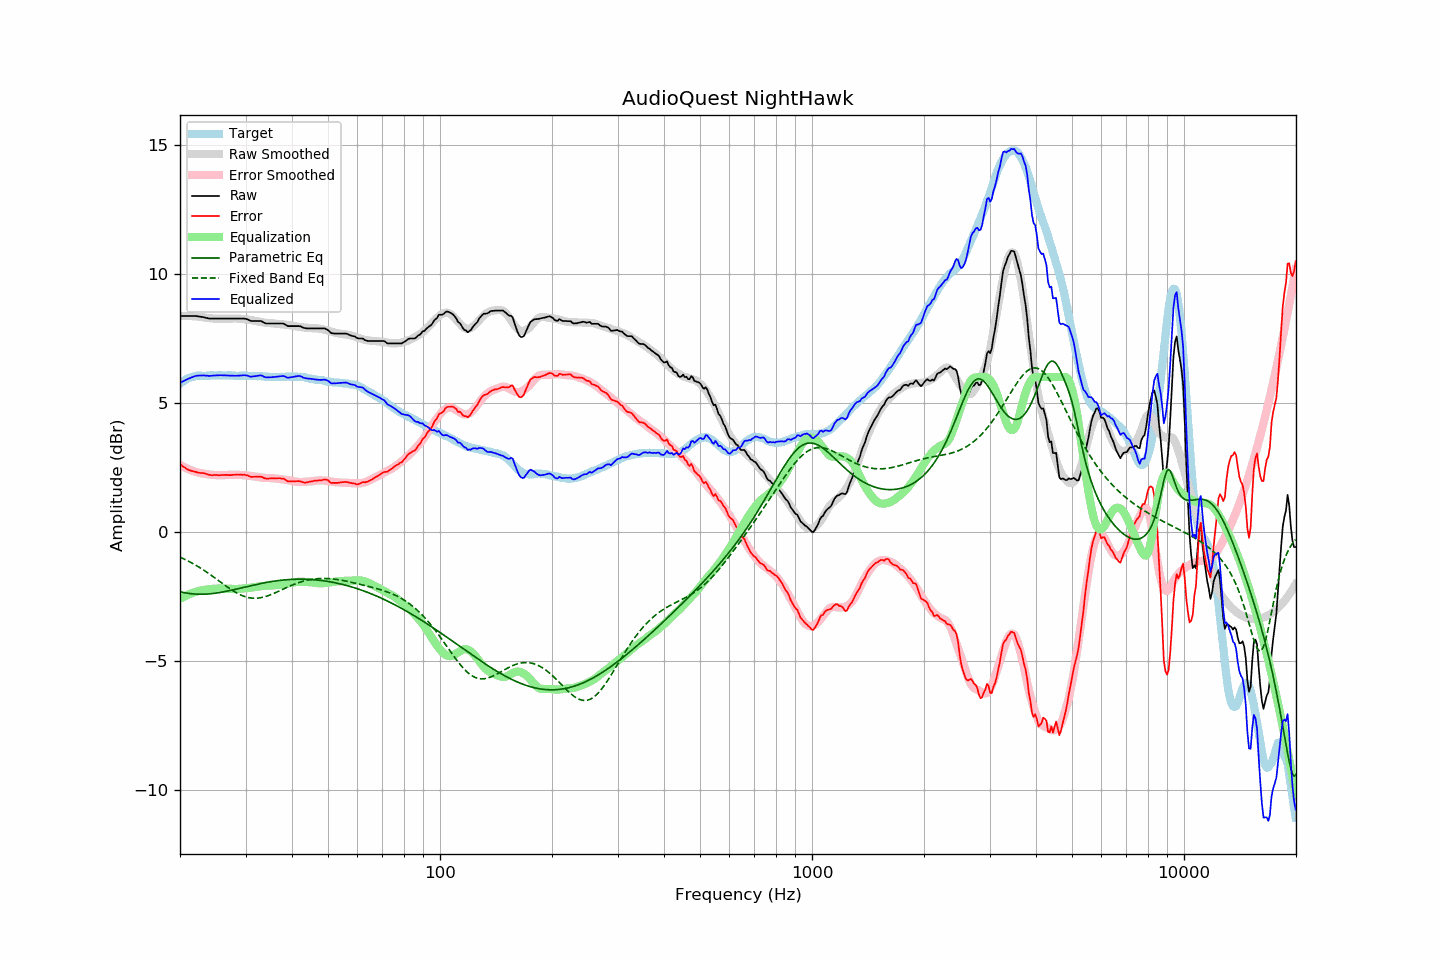 AudioQuest NightHawk
15
10
5
0
−5
−10
Amplitude (dBr)
Target
Raw Smoothed
Error Smoothed
Raw
Error
Equalization
Parametric Eq
Fixed Band Eq
Equalized
100
1000
10000
Frequency (Hz)